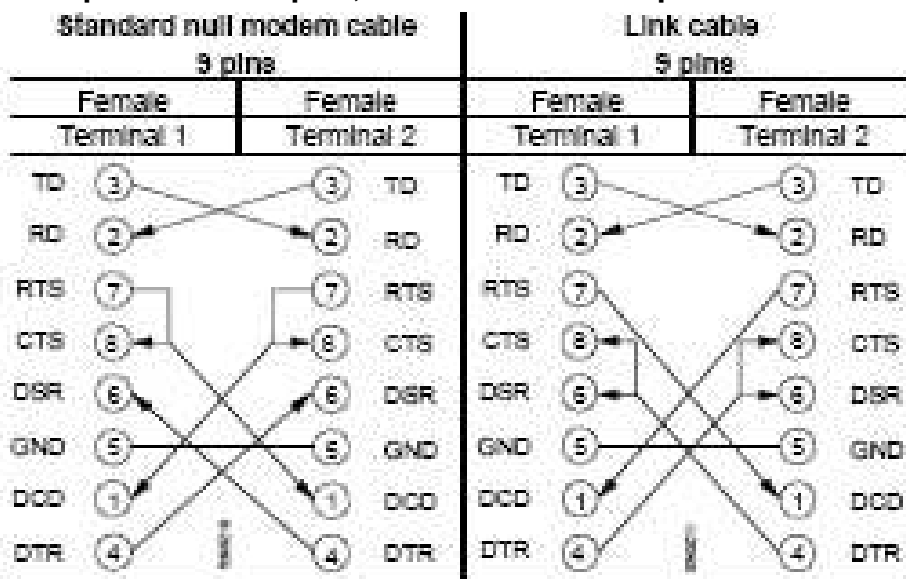 Standard null modem cable Link cable
9 pins 9 pins
Female Female Female Female
Terminal 1 Terminal 2 Terminal 1 Terminal 2
TD 3 3 TD TD 3 3 TD
RD 2 2 RD RD 2 2 RD
RTS 7 7 RTS RTS 7 7 RTS
CTS 8 8 CTS CTS 8 8 CTS
DSR 6 6 DSR DSR 6 6 DSR
GND 5 5 GND GND 5 5 GND
DCD 1 1 DCD DCD 1 1 DCD
DTR 4 4 DTR DTR 4 4 DTR